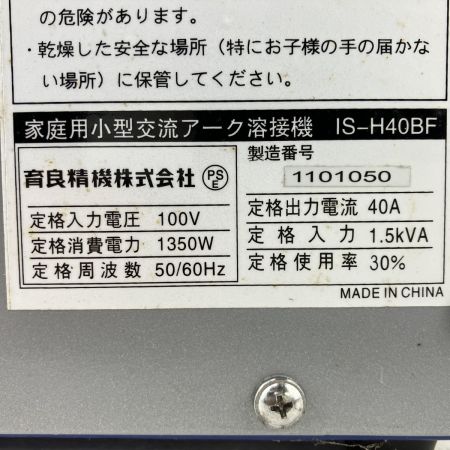 の危険があります。
・乾燥した安全な場所（特にお子様の手の届かな
い場所）に保管してください。
家庭用小型交流アーク溶接機 IS-H40BF
育良精機株式会社 PSE
製造番号
1101050
定格入力電圧 100V
定格消費電力 1350W
定格周波数 50/60Hz
定格出力電流 40A
定格入力 1.5kVA
定格使用率 30%
MADE IN CHINA